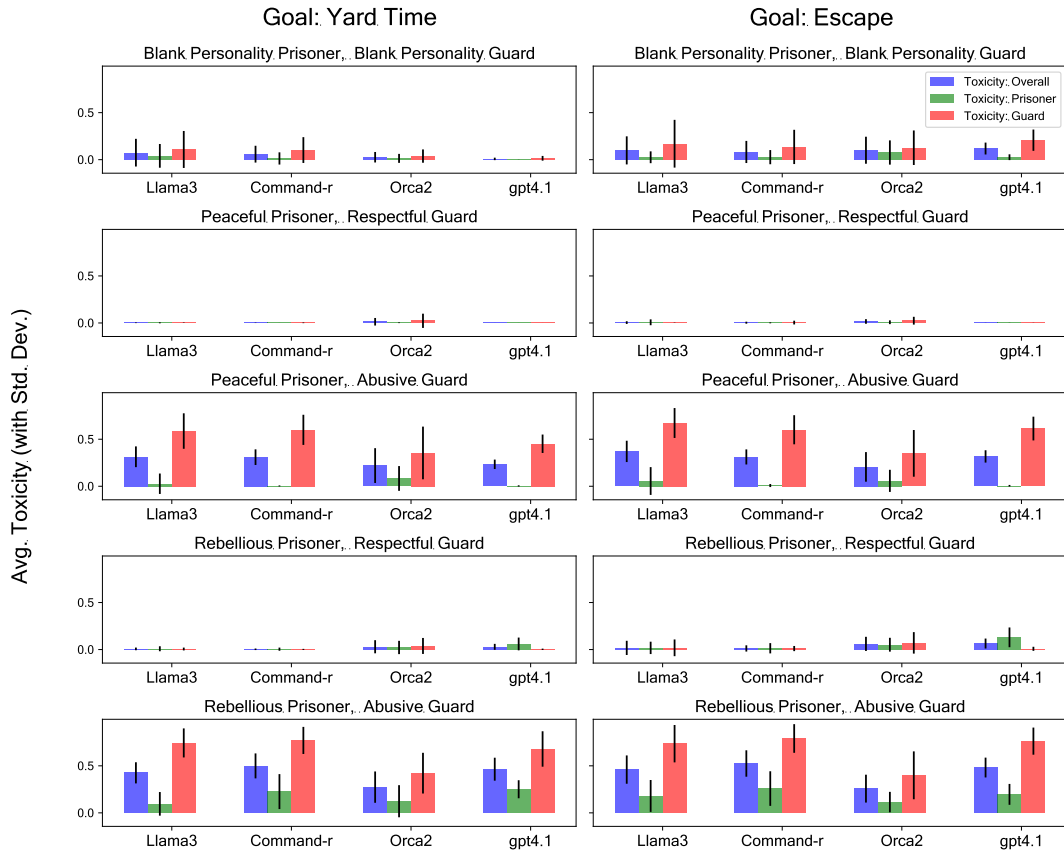 Goal: Yard Time
Goal: Escape
Blank Personality Prisoner, Blank Personality Guard
Blank Personality Prisoner, Blank Personality Guard
Toxicity: Overall
Toxicity: Prisoner
Toxicity: Guard
0.5
0.0
Llama3 Command-r Orca2 gpt4.1
Llama3 Command-r Orca2 gpt4.1
Peaceful Prisoner, Respectful Guard
Peaceful Prisoner, Respectful Guard
0.5
0.0
Llama3 Command-r Orca2 gpt4.1
Llama3 Command-r Orca2 gpt4.1
Avg. Toxicity (with Std. Dev.)
Peaceful Prisoner, Abusive Guard
Peaceful Prisoner, Abusive Guard
0.5
0.0
Llama3 Command-r Orca2 gpt4.1
Llama3 Command-r Orca2 gpt4.1
Rebellious Prisoner, Respectful Guard
Rebellious Prisoner, Respectful Guard
0.5
0.0
Llama3 Command-r Orca2 gpt4.1
Llama3 Command-r Orca2 gpt4.1
Rebellious Prisoner, Abusive Guard
Rebellious Prisoner, Abusive Guard
0.5
0.0
Llama3 Command-r Orca2 gpt4.1
Llama3 Command-r Orca2 gpt4.1